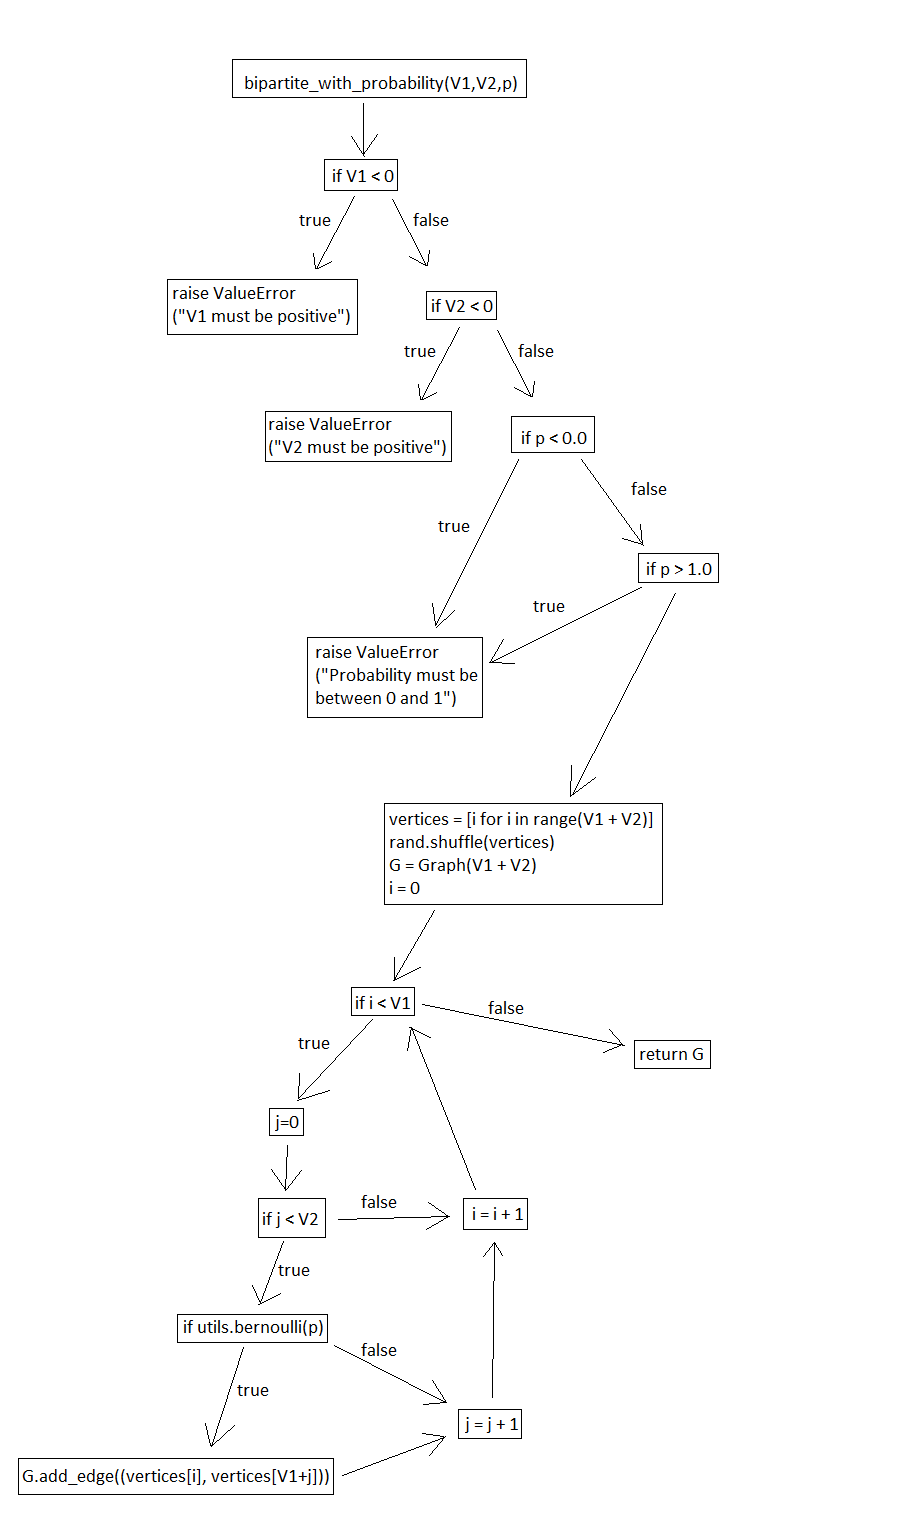 bipartite_with_probability(V1,V2,p)
if V1 < 0
true
false
raise ValueError
("V1 must be positive")
if V2 < 0
true
false
raise ValueError
("V2 must be positive")
if p < 0.0
false
true
if p > 1.0
true
raise ValueError
("Probability must be
between 0 and 1")
vertices = [i for i in range(V1 + V2)]
rand.shuffle(vertices)
G = Graph(V1 + V2)
i = 0
if i < V1
false
true
return G
j=0
if j < V2
false
i = i + 1
true
if utils.bernoulli(p)
false
true
j = j + 1
G.add_edge((vertices[i], vertices[V1+j]))